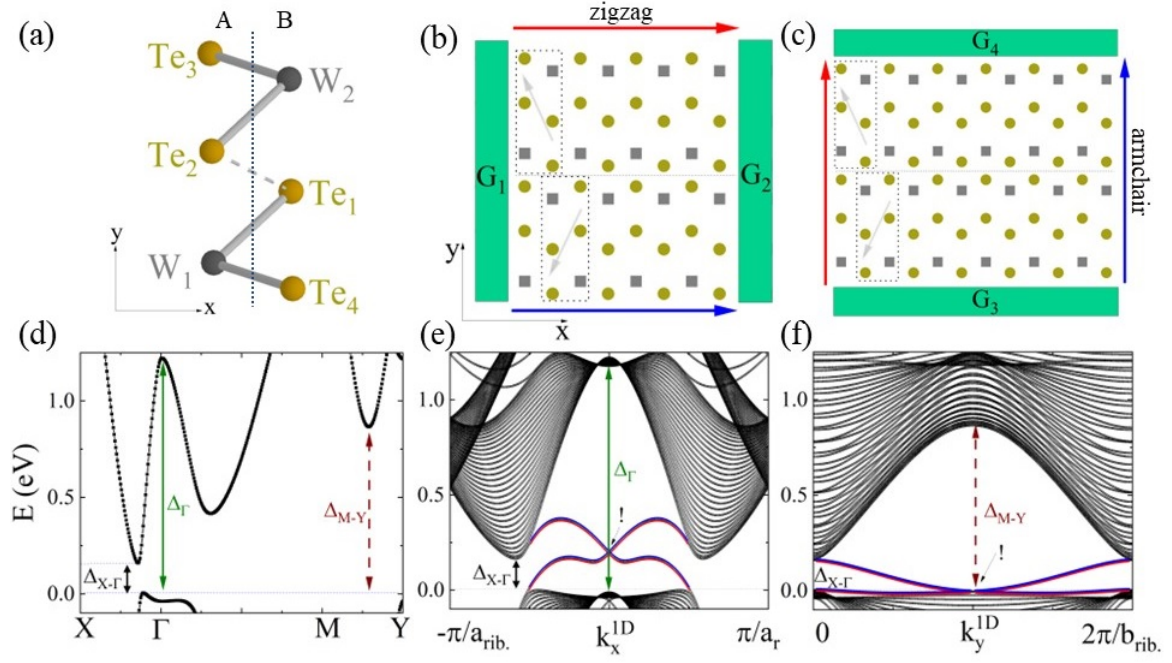 (a)
A B
Te3
W2
Te2
Te1
W1
Te4
y
x
(b)
zigzag
G1
G2
y
x
(c)
G4
armchair
G3
(d)
E (eV)
1.0
0.5
0.0
ΔΓ
ΔM-Y
ΔX-Γ
X Γ M Y
(e)
1.0
0.5
0.0
ΔΓ
!
ΔX-Γ
-π/arib. kx1D π/ar
(f)
1.0
0.5
0.0
ΔM-Y
!
ΔX-Γ
0 ky1D 2π/brib.